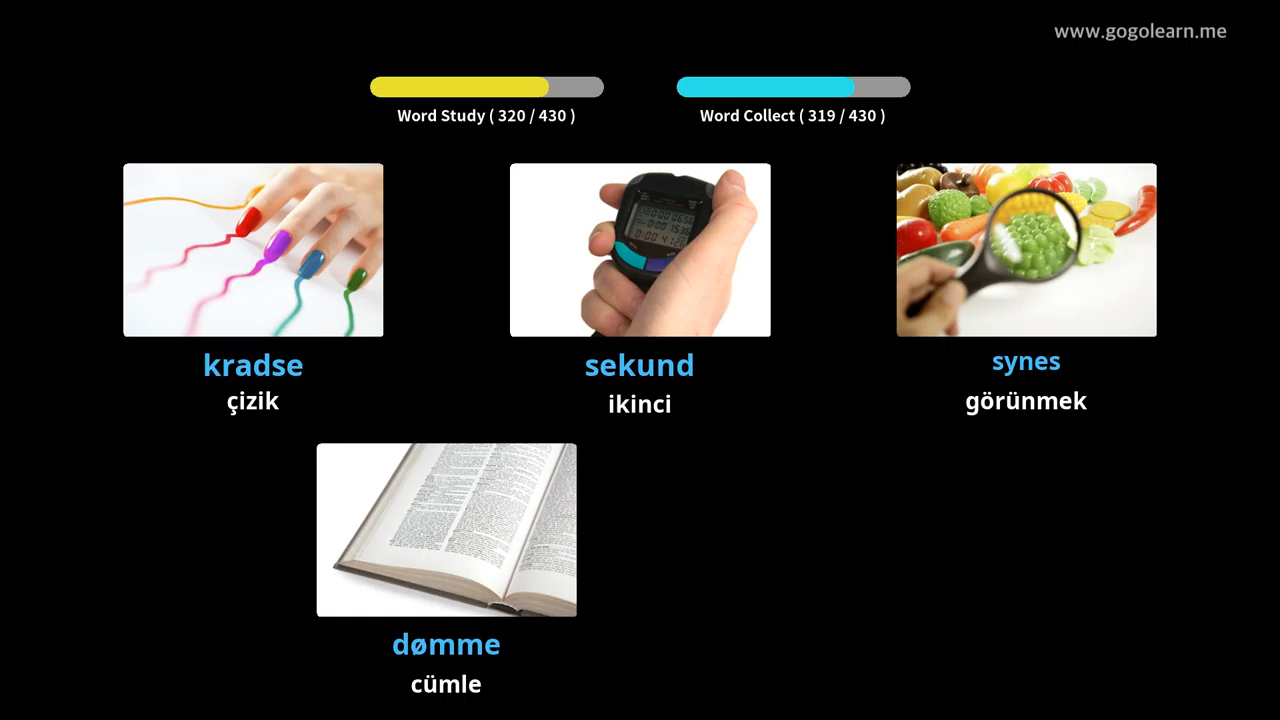 www.gogolearn.me
Word Study ( 320 / 430 )
Word Collect ( 319 / 430 )
kradse
çizik
sekund
ikinci
synes
görünmek
dømme
cümle